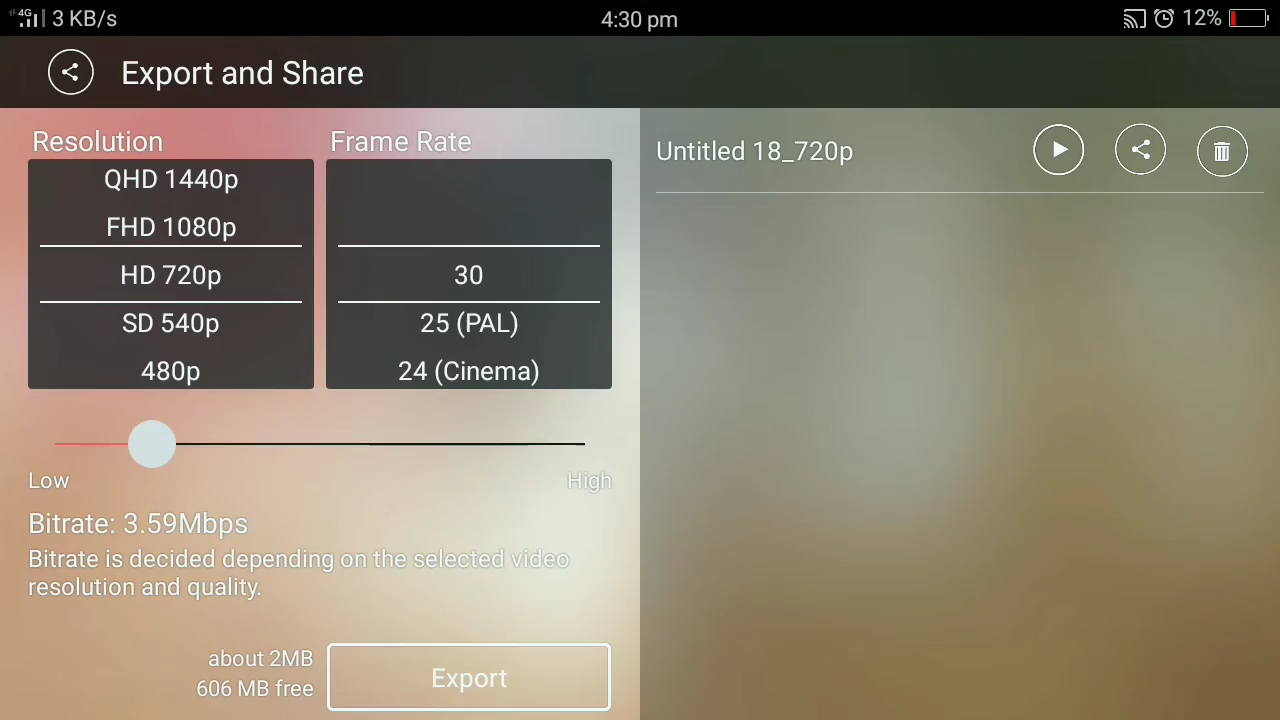 4G 3 KB/s 4:30 pm 12%
Export and Share
Resolution Frame Rate
QHD 1440p
FHD 1080p
HD 720p 30
SD 540p 25 (PAL)
480p 24 (Cinema)
Low High
Bitrate: 3.59Mbps
Bitrate is decided depending on the selected video
resolution and quality.
about 2MB
606 MB free
Export
Untitled 18_720p